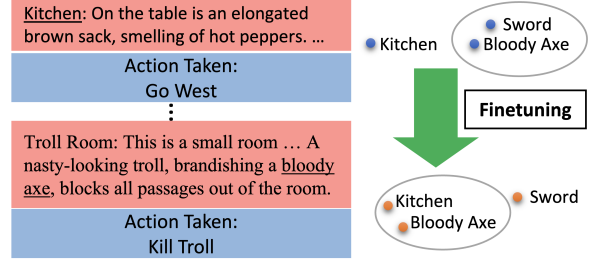 Kitchen: On the table is an elongated
brown sack, smelling of hot peppers. ...
Action Taken:
Go West
Troll Room: This is a small room ... A
nasty-looking troll, brandishing a bloody
axe, blocks all passages out of the room.
Action Taken:
Kill Troll
Kitchen
Sword
Bloody Axe
Finetuning
Kitchen
Bloody Axe
Sword